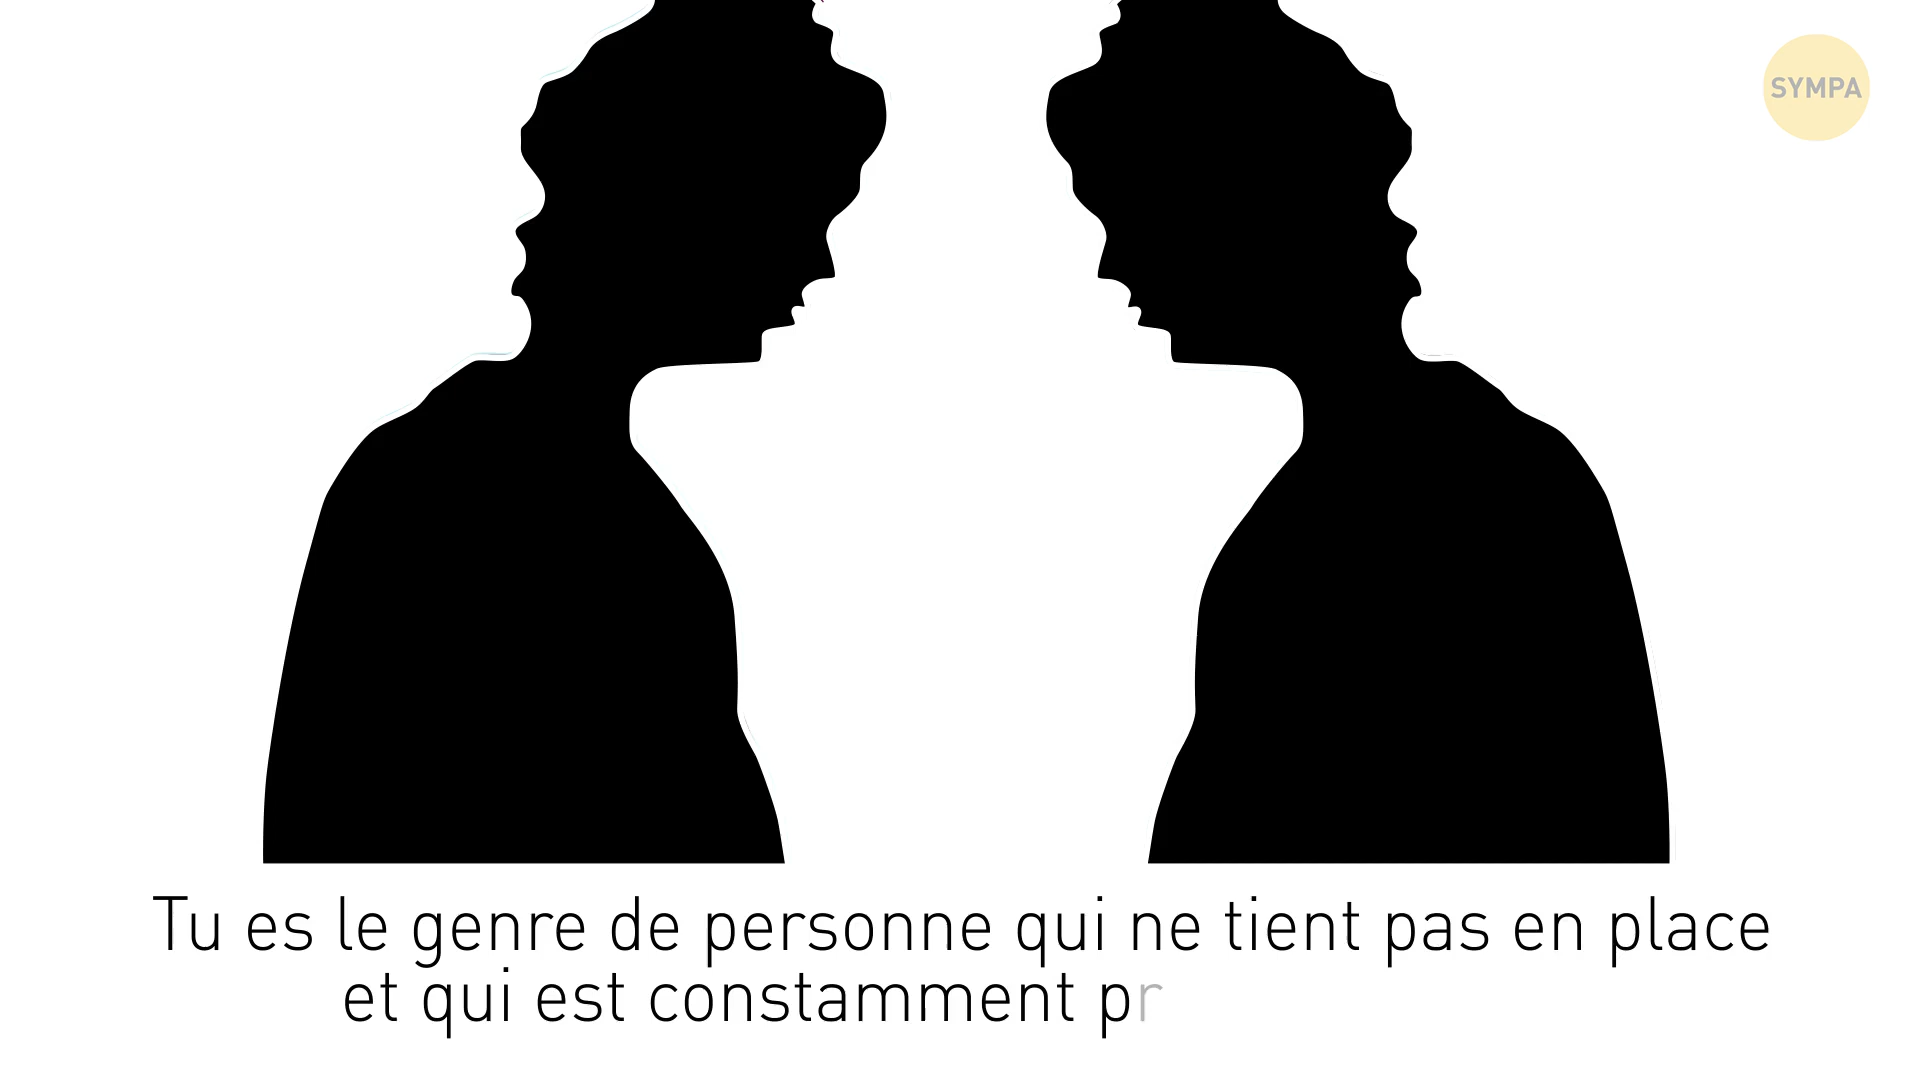 SYMPA
Tu es le genre de personne qui ne tient pas en place
et qui est constamment pr